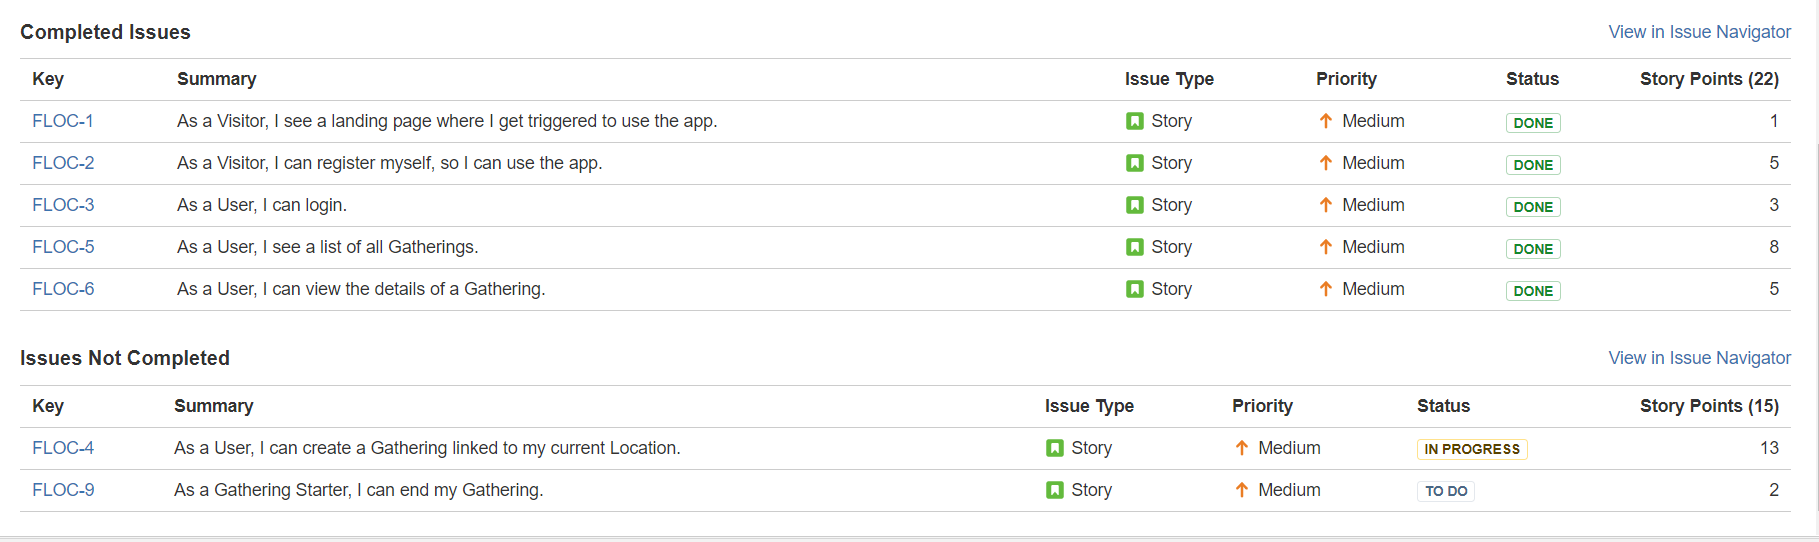 Completed Issues View in Issue Navigator
Key Summary Issue Type Priority Status Story Points (22)
FLOC-1 As a Visitor, I see a landing page where I get triggered to use the app. Story Medium DONE 1
FLOC-2 As a Visitor, I can register myself, so I can use the app. Story Medium DONE 5
FLOC-3 As a User, I can login. Story Medium DONE 3
FLOC-5 As a User, I see a list of all Gatherings. Story Medium DONE 8
FLOC-6 As a User, I can view the details of a Gathering. Story Medium DONE 5
Issues Not Completed View in Issue Navigator
Key Summary Issue Type Priority Status Story Points (15)
FLOC-4 As a User, I can create a Gathering linked to my current Location. Story Medium IN PROGRESS 13
FLOC-9 As a Gathering Starter, I can end my Gathering. Story Medium TO DO 2